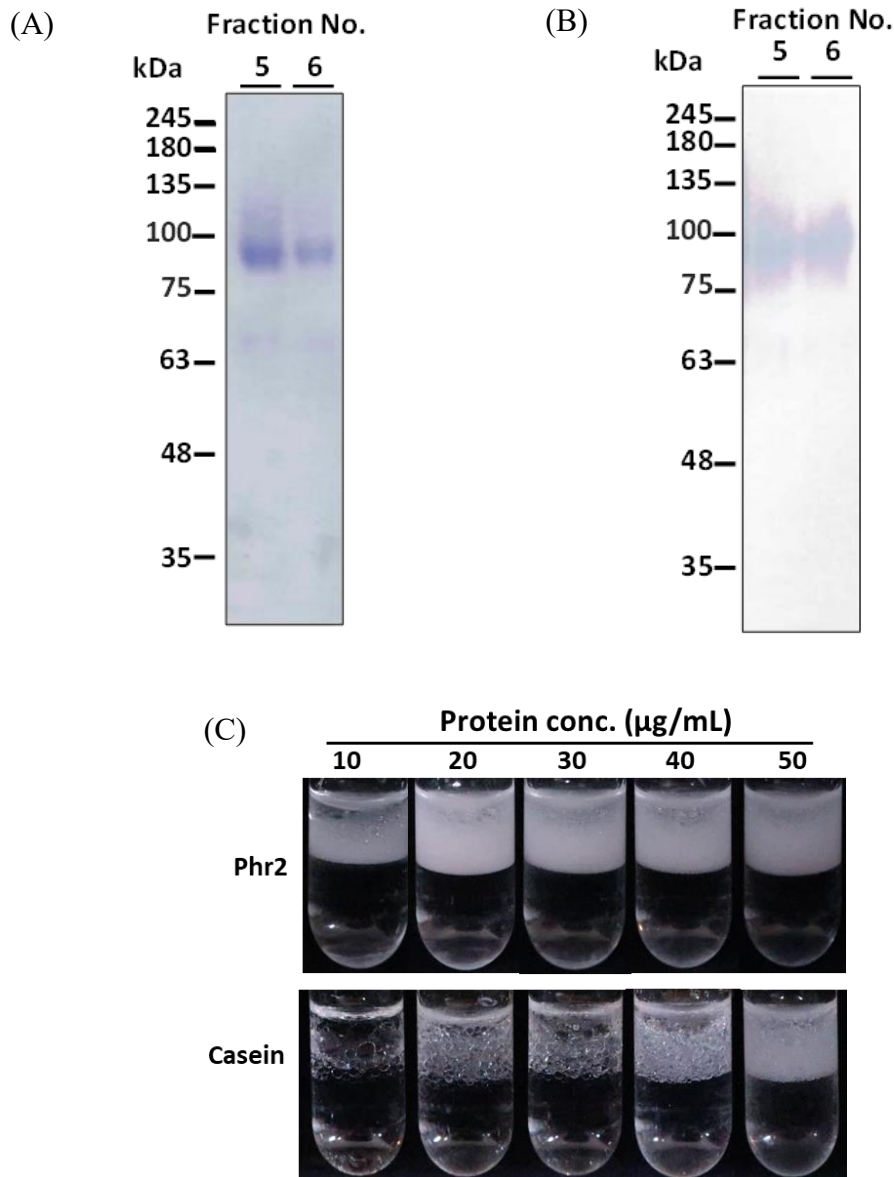 (A)
Fraction No.
kDa
5 6
245
180
135
100
75
63
48
35
(B)
Fraction No.
kDa
5 6
245
180
135
100
75
63
48
35
(C)
Protein conc. (µg/mL)
10 20 30 40 50
Phr2
Casein